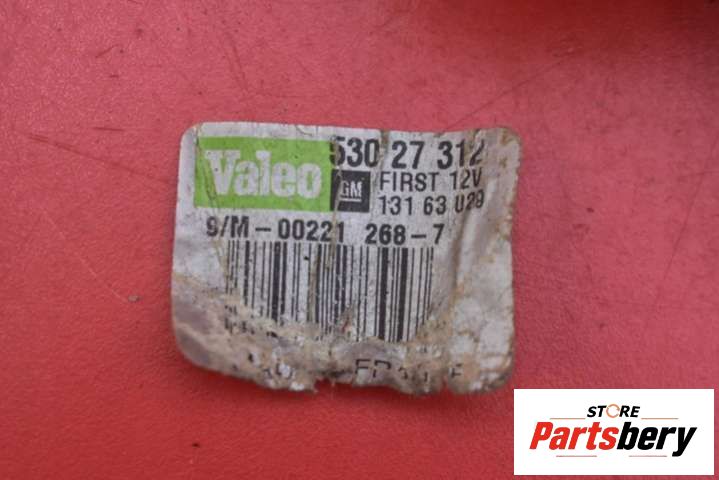 Valeo 530 27 312
GM FIRST 12V
131 63 029
9/M-00221 268-7
STORE
Partsbery